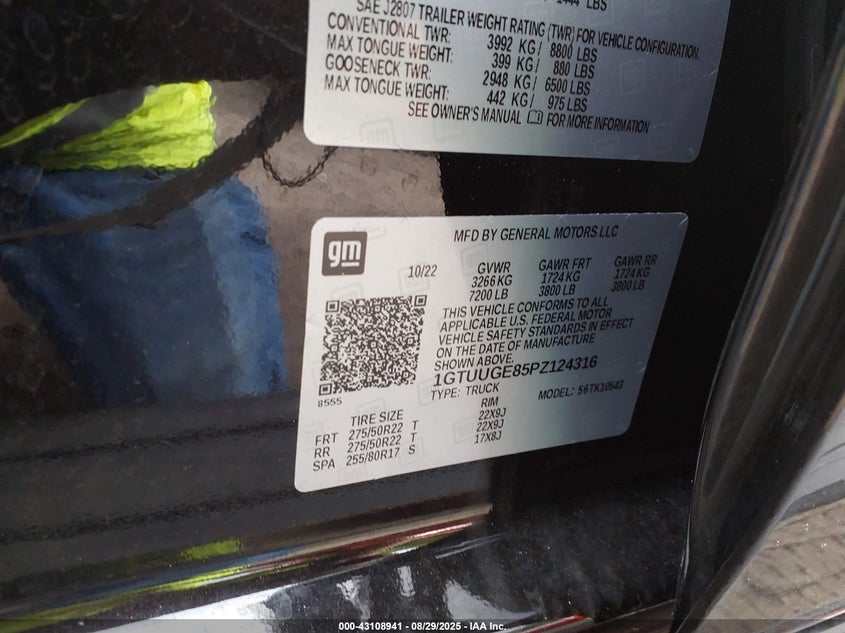 LBS
SAE J2807 TRAILER WEIGHT RATING (TWR) FOR VEHICLE CONFIGURATION.
CONVENTIONAL TWR: 3992 KG/ 8800 LBS
MAX TONGUE WEIGHT: 399 KG/ 880 LBS
GOOSENECK TWR: 2948 KG/ 6500 LBS
MAX TONGUE WEIGHT: 442 KG/ 975 LBS
SEE OWNER'S MANUAL FOR MORE INFORMATION
gm
MFD BY GENERAL MOTORS LLC
10/22 GVWR GAWR FRT GAWR RR
3266 KG 1724 KG 1724 KG
7200 LB 3800 LB 3800 LB
THIS VEHICLE CONFORMS TO ALL
APPLICABLE U.S. FEDERAL MOTOR
VEHICLE SAFETY STANDARDS IN EFFECT
ON THE DATE OF MANUFACTURE
SHOWN ABOVE.
1GTUUGE85PZ124316
8555
TYPE: TRUCK MODEL: 56TK10543
TIRE SIZE RIM
FRT 275/50R22 T 22X9J
RR 275/50R22 T 22X9J
SPA 255/80R17 S 17X8J
000-43108941 - 08/29/2025 - IAA Inc.